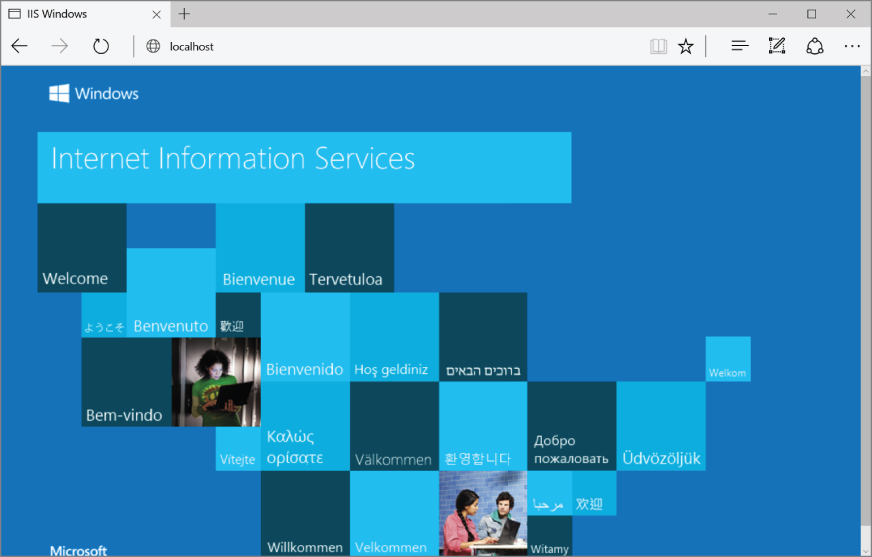 IIS Windows
localhost
Windows
Internet Information Services
Welcome
Bienvenue
Tervetuloa
ようこそ
Benvenuto
歡迎
Bienvenido
Hoş geldiniz
ברוכים הבאים
Welkom
Bem-vindo
Vítejte
Καλώς
ορίσατε
Välkommen
환영합니다
Добро
пожаловать
Üdvözöljük
مرحبا
欢迎
Willkommen
Velkommen
Witamy
Microsoft